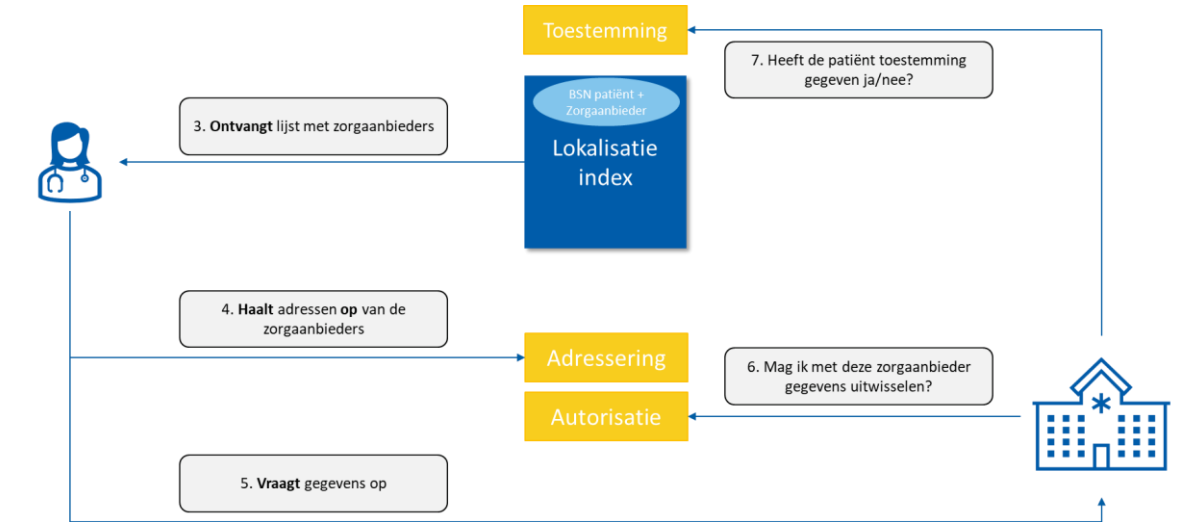 Toestemming
7. Heeft de patiënt toestemming
gegeven ja/nee?
BSN patiënt +
Zorgaanbieder
3. Ontvangt lijst met zorgaanbieders
Lokalisatie
index
4. Haalt adressen op van de
zorgaanbieders
Adressering
6. Mag ik met deze zorgaanbieder
gegevens uitwisselen?
Autorisatie
5. Vraagt gegevens op